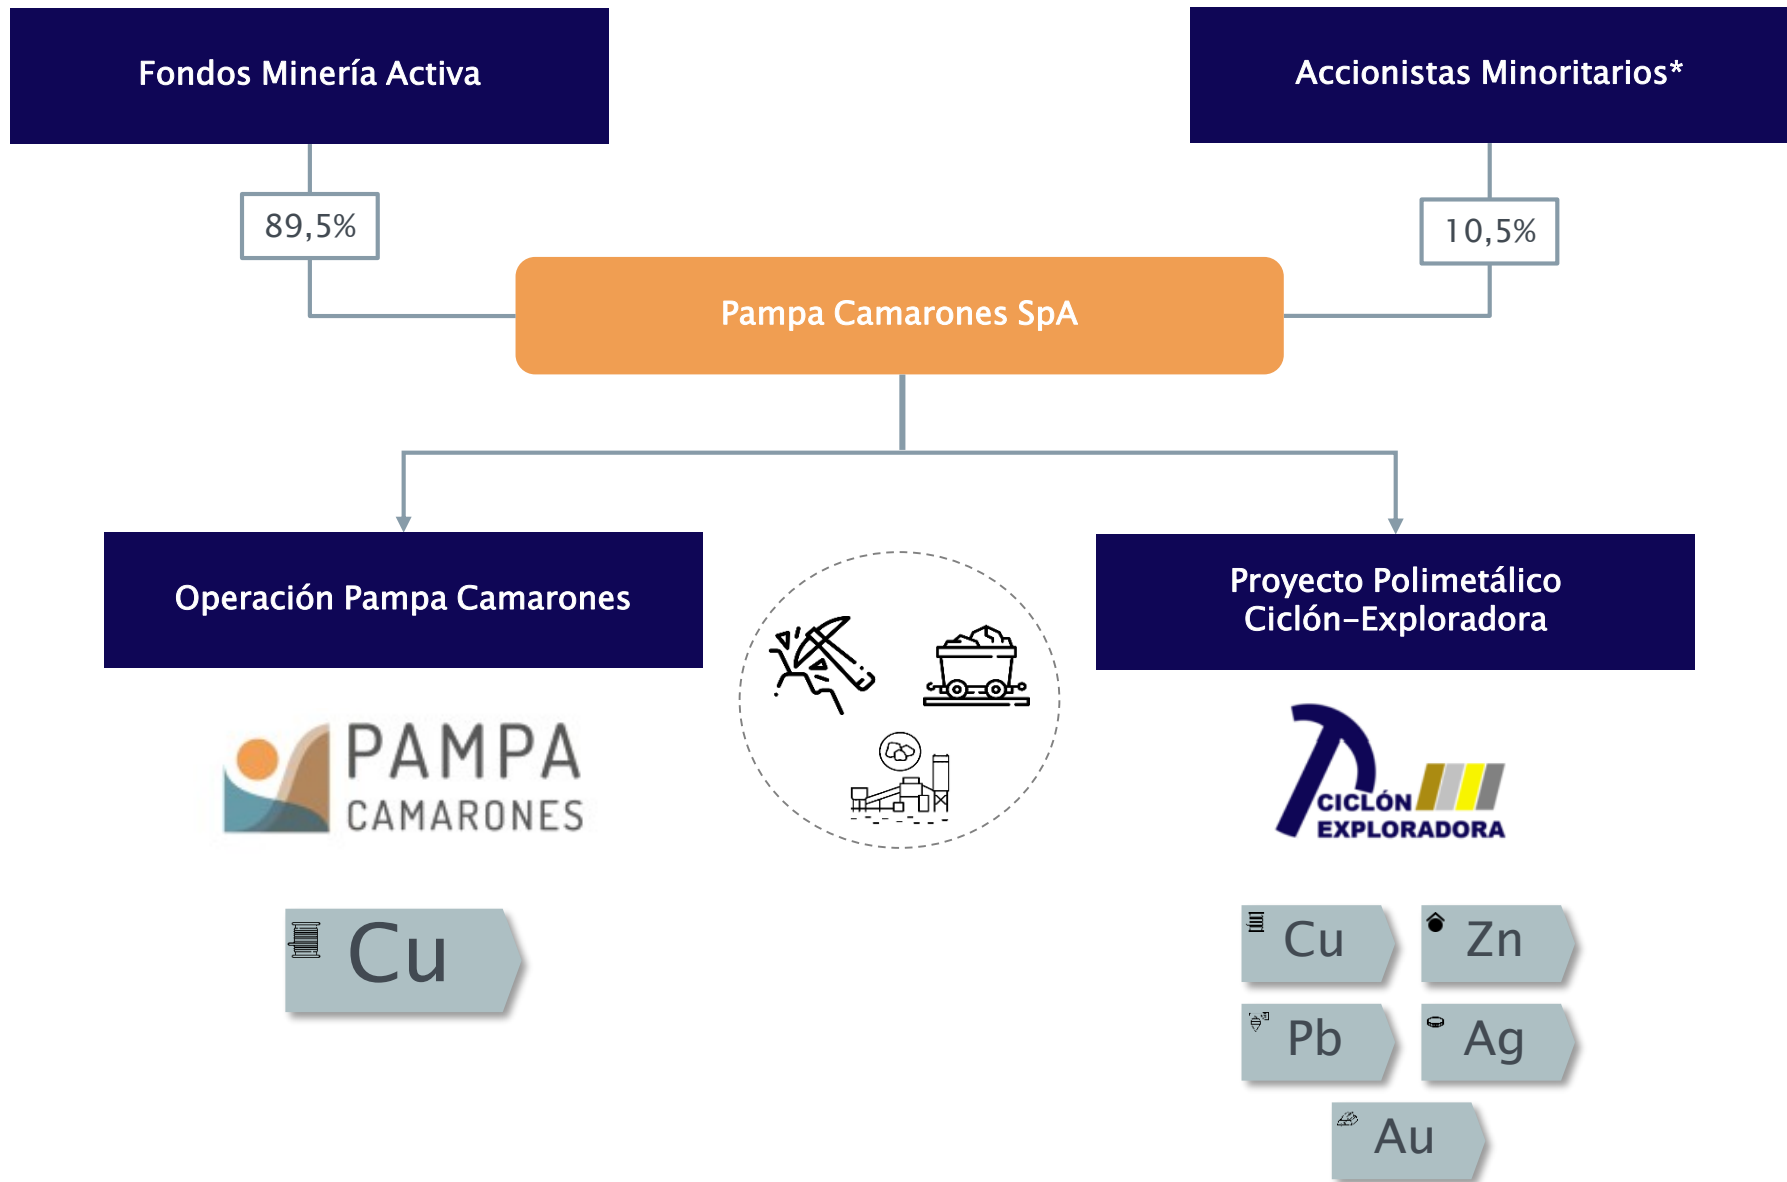 Fondos Minería Activa
Accionistas Minoritarios*
89,5%
10,5%
Pampa Camarones SpA
Operación Pampa Camarones
Proyecto Polimetálico
Ciclón-Exploradora
PAMPA
CAMARONES
CICLÓN
EXPLORADORA
Cu
Cu
Zn
Pb
Ag
Au